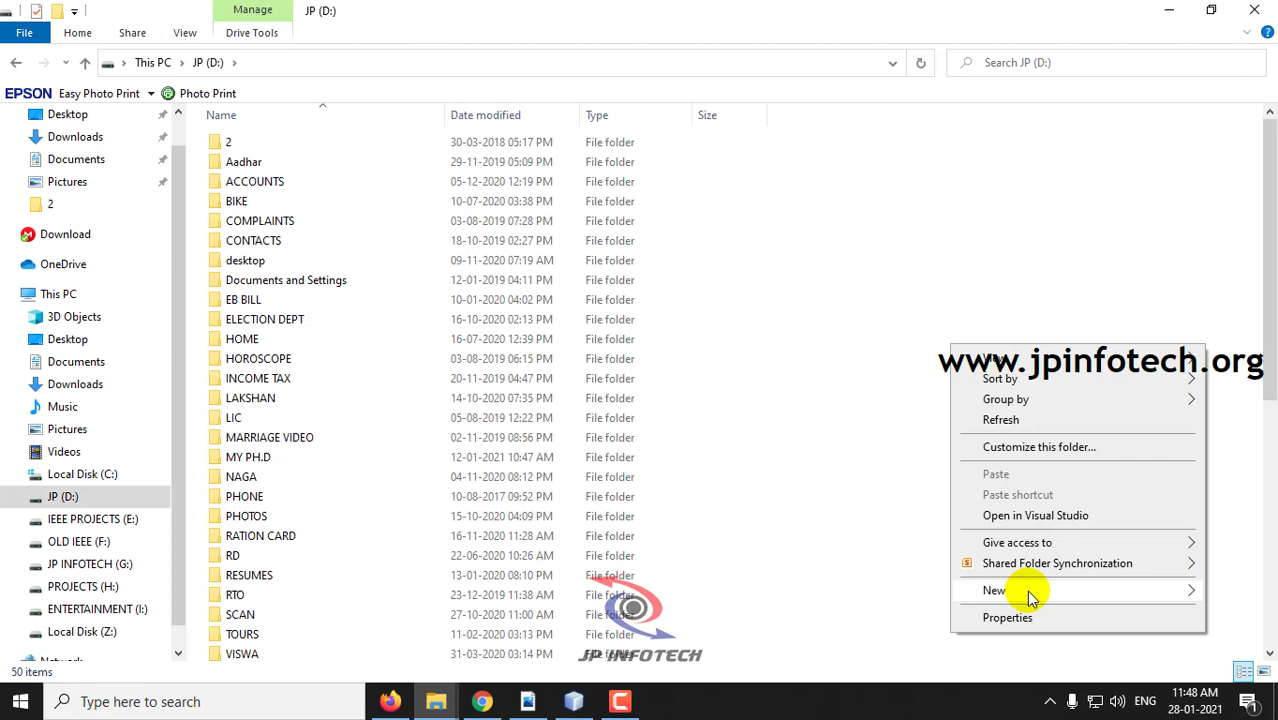 Manage JP (D:)
File Home Share View Drive Tools
This PC JP (D:) Search JP (D:)
EPSON Easy Photo Print Photo Print
Name Date modified Type Size
Desktop
Downloads
Documents
Pictures
2
Download
OneDrive
This PC
3D Objects
Desktop
Documents
Downloads
Music
Pictures
Videos
Local Disk (C:)
JP (D:)
IEEE PROJECTS (E:)
OLD IEEE (F:)
JP INFOTECH (G:)
PROJECTS (H:)
ENTERTAINMENT (I:)
Local Disk (Z:)
2 30-03-2018 05:17 PM File folder
Aadhar 29-11-2019 05:09 PM File folder
ACCOUNTS 05-12-2020 12:19 PM File folder
BIKE 10-07-2020 03:38 PM File folder
COMPLAINTS 03-08-2019 07:28 PM File folder
CONTACTS 18-10-2019 02:27 PM File folder
desktop 09-11-2020 07:19 AM File folder
Documents and Settings 12-01-2019 04:11 PM File folder
EB BILL 10-01-2020 04:02 PM File folder
ELECTION DEPT 16-10-2020 02:13 PM File folder
HOME 16-07-2020 12:39 PM File folder
HOROSCOPE 03-08-2019 06:15 PM File folder
INCOME TAX 20-11-2019 04:47 PM File folder
LAKSHAN 14-10-2020 07:35 PM File folder
LIC 05-08-2019 12:22 PM File folder
MARRIAGE VIDEO 02-11-2019 08:56 PM File folder
MY PH.D 12-01-2021 10:47 AM File folder
NAGA 04-11-2020 08:12 PM File folder
PHONE 10-08-2017 09:52 PM File folder
PHOTOS 15-10-2020 04:09 PM File folder
RATION CARD 16-11-2020 11:28 AM File folder
RD 22-06-2020 10:26 AM File folder
RESUMES 13-01-2020 08:10 PM File folder
RTO 23-12-2019 11:38 AM File folder
SCAN 27-10-2020 11:00 AM File folder
TOURS 11-02-2020 03:13 PM File folder
VISWA 31-03-2020 03:14 PM File folder
www.jpinfotech.org
Sort by
Group by
Refresh
Customize this folder...
Paste
Paste shortcut
Open in Visual Studio
Give access to
Shared Folder Synchronization
New
Properties
JP INFOTECH
50 items
Type here to search
ENG
11:48 AM
28-01-2021
1